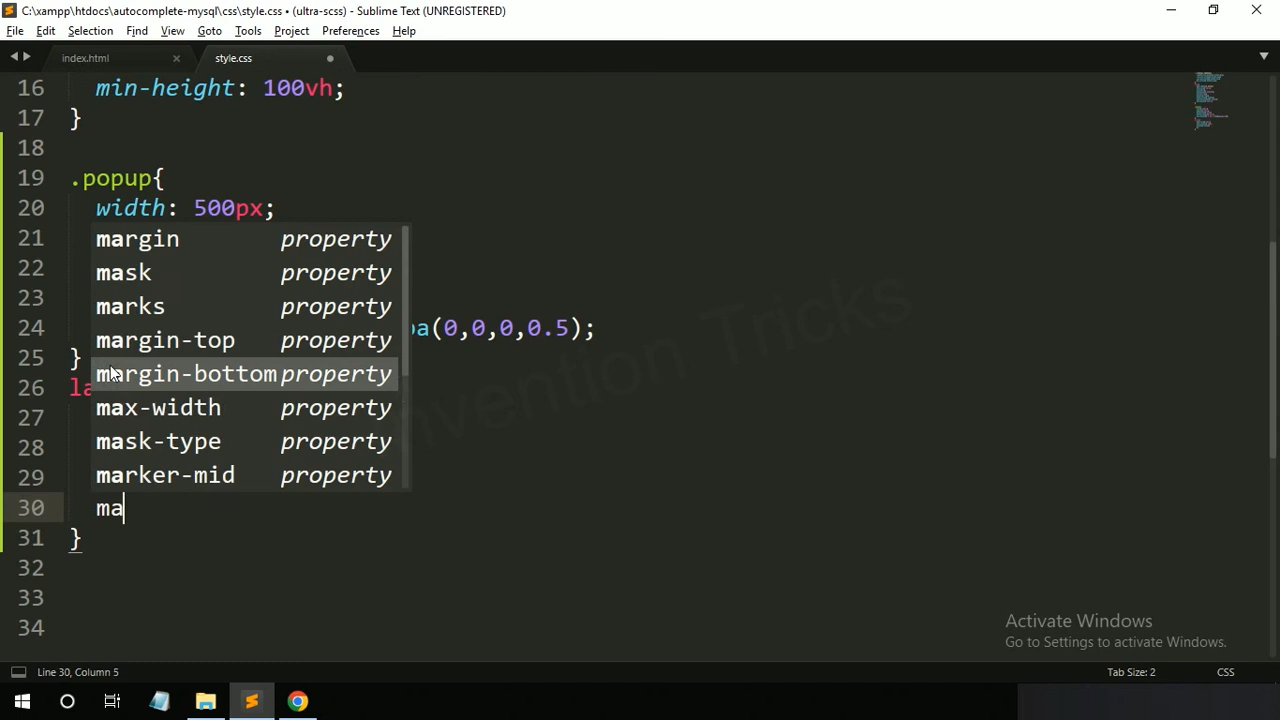 C:\xampp\htdocs\autocomplete-mysql\css\style.css • (ultra-scss) - Sublime Text (UNREGISTERED)
File Edit Selection Find View Goto Tools Project Preferences Help
index.html style.css
16 min-height: 100vh;
17 }
18
19 .popup{
20 width: 500px;
21 margin property
22 mask property
23 marks property
24 margin-top property pa(0,0,0,0.5);
25 } margin-bottom property
26 la max-width property
27 mask-type property
28 marker-mid property
29
30 ma
31 }
32
33
34
Invention Tricks
Activate Windows
Go to Settings to activate Windows.
Line 30, Column 5 Tab Size: 2 CSS